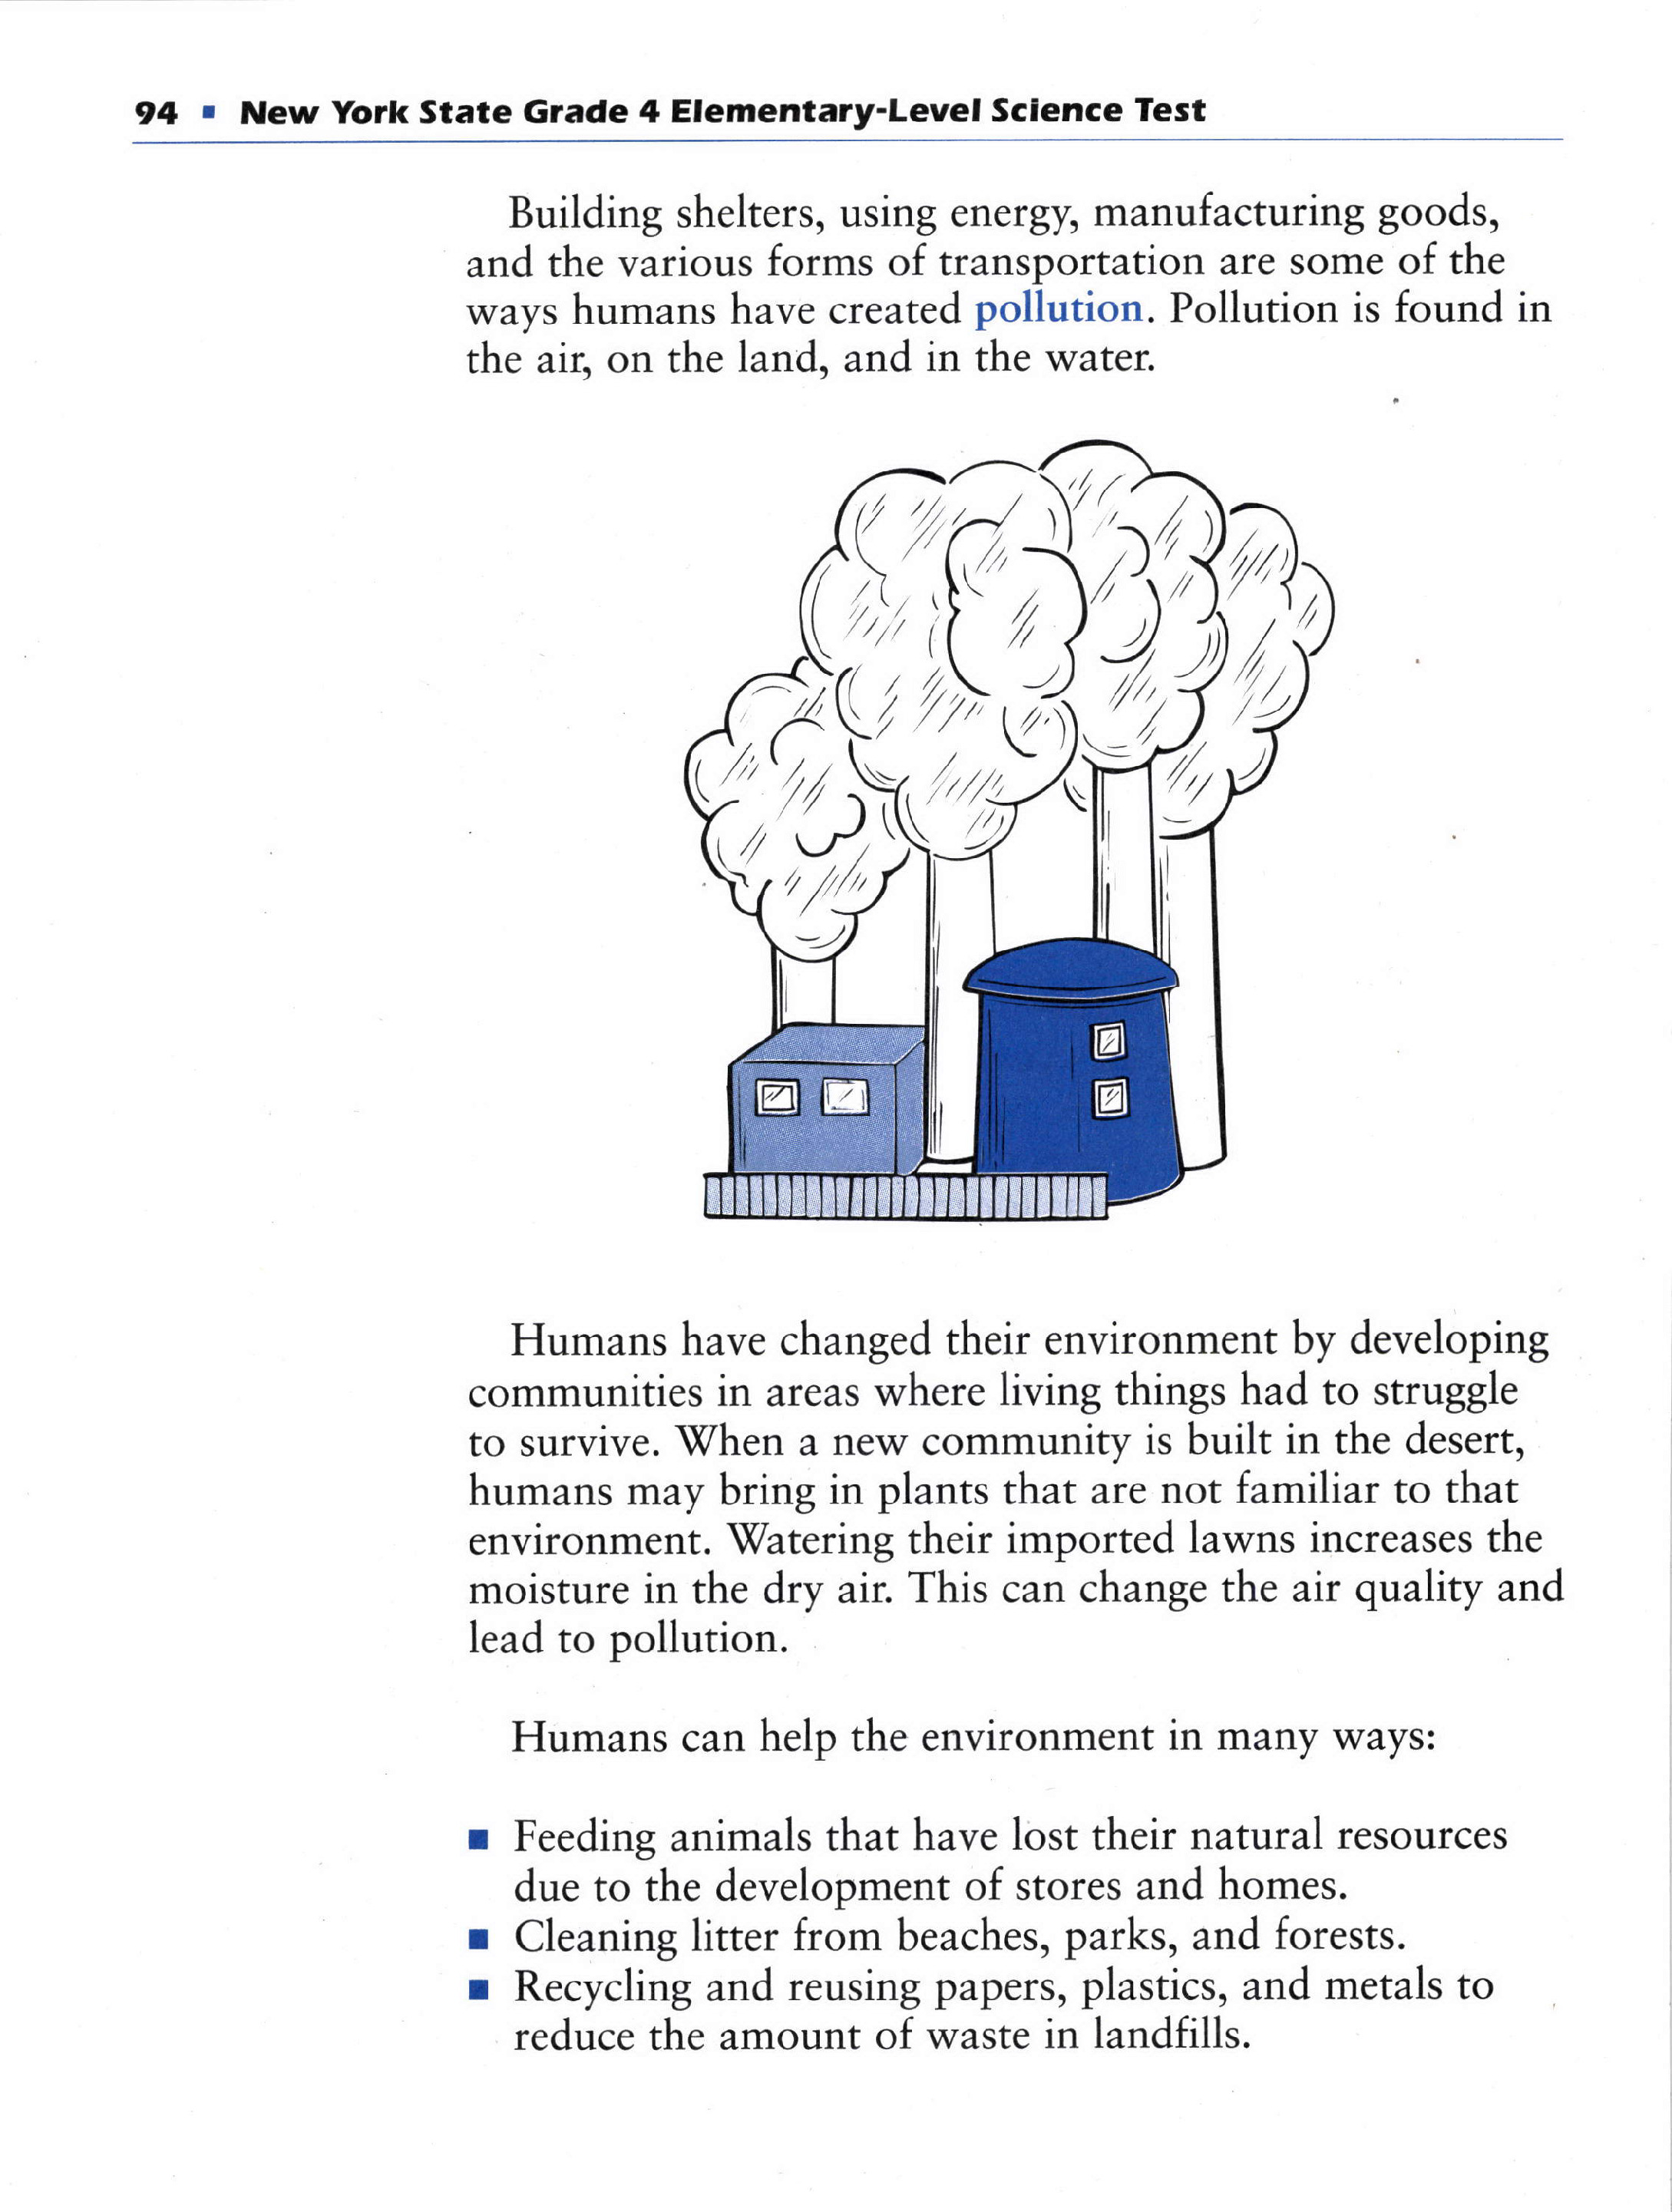 94 ■ New York State Grade 4 Elementary-Level Science Test
Building shelters, using energy, manufacturing goods,
and the various forms of transportation are some of the
ways humans have created pollution. Pollution is found in
the air, on the land, and in the water.
Humans have changed their environment by developing
communities in areas where living things had to struggle
to survive. When a new community is built in the desert,
humans may bring in plants that are not familiar to that
environment. Watering their imported lawns increases the
moisture in the dry air. This can change the air quality and
lead to pollution.
Humans can help the environment in many ways:
■ Feeding animals that have lost their natural resources
due to the development of stores and homes.
■ Cleaning litter from beaches, parks, and forests.
■ Recycling and reusing papers, plastics, and metals to
reduce the amount of waste in landfills.